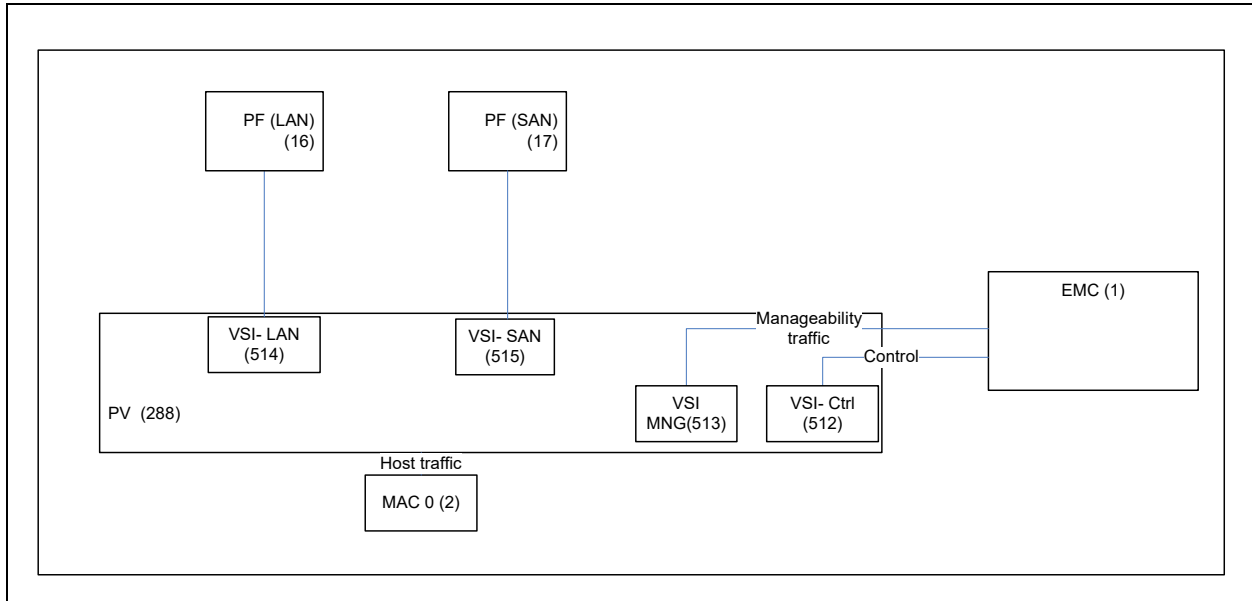 PF (LAN)
(16)
PF (SAN)
(17)
EMC (1)
Manageability
traffic
Control
VSI- LAN
(514)
VSI- SAN
(515)
PV  (288)
VSI
MNG(513)
VSI- Ctrl
(512)
Host traffic
MAC 0 (2)